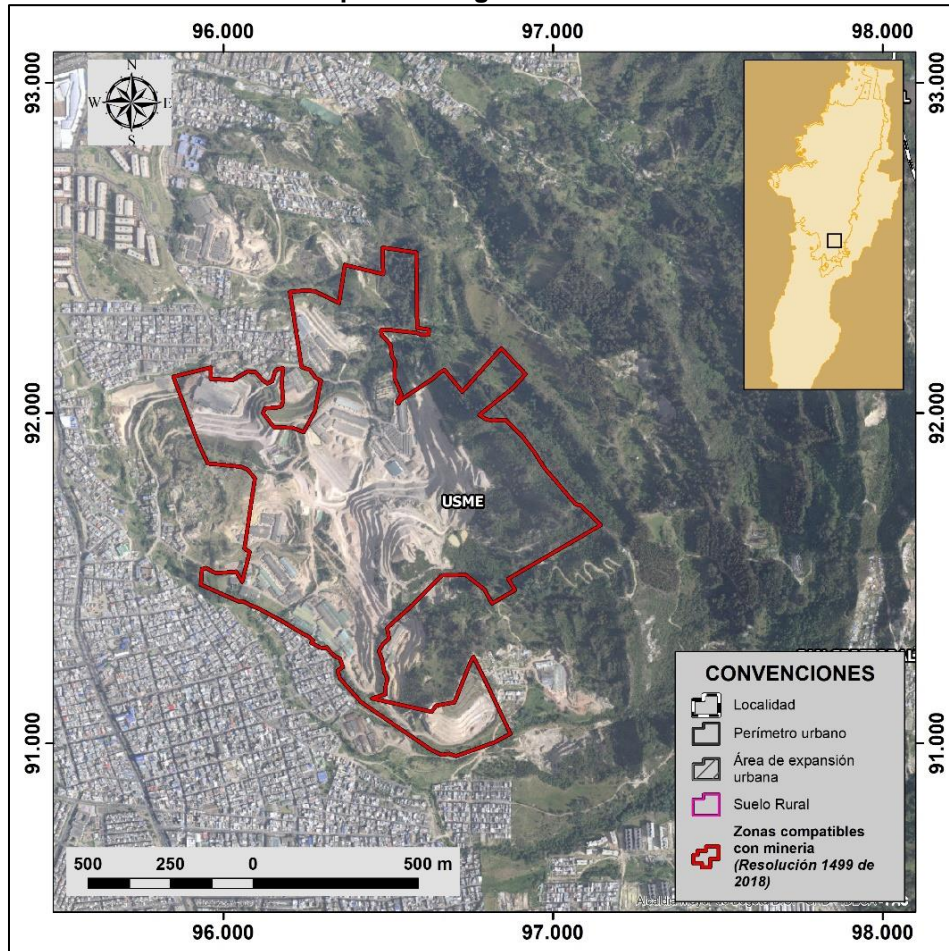 96.000
97.000
98.000
93.000
93.000
N
W
E
S
92.000
92.000
USME
CONVENCIONES
Localidad
Perímetro urbano
Área de expansión
urbana
Suelo Rural
Zonas compatibles
con mineria
(Resolución 1499 de
2018)
91.000
91.000
500
250
0
500 m
96.000
97.000
98.000